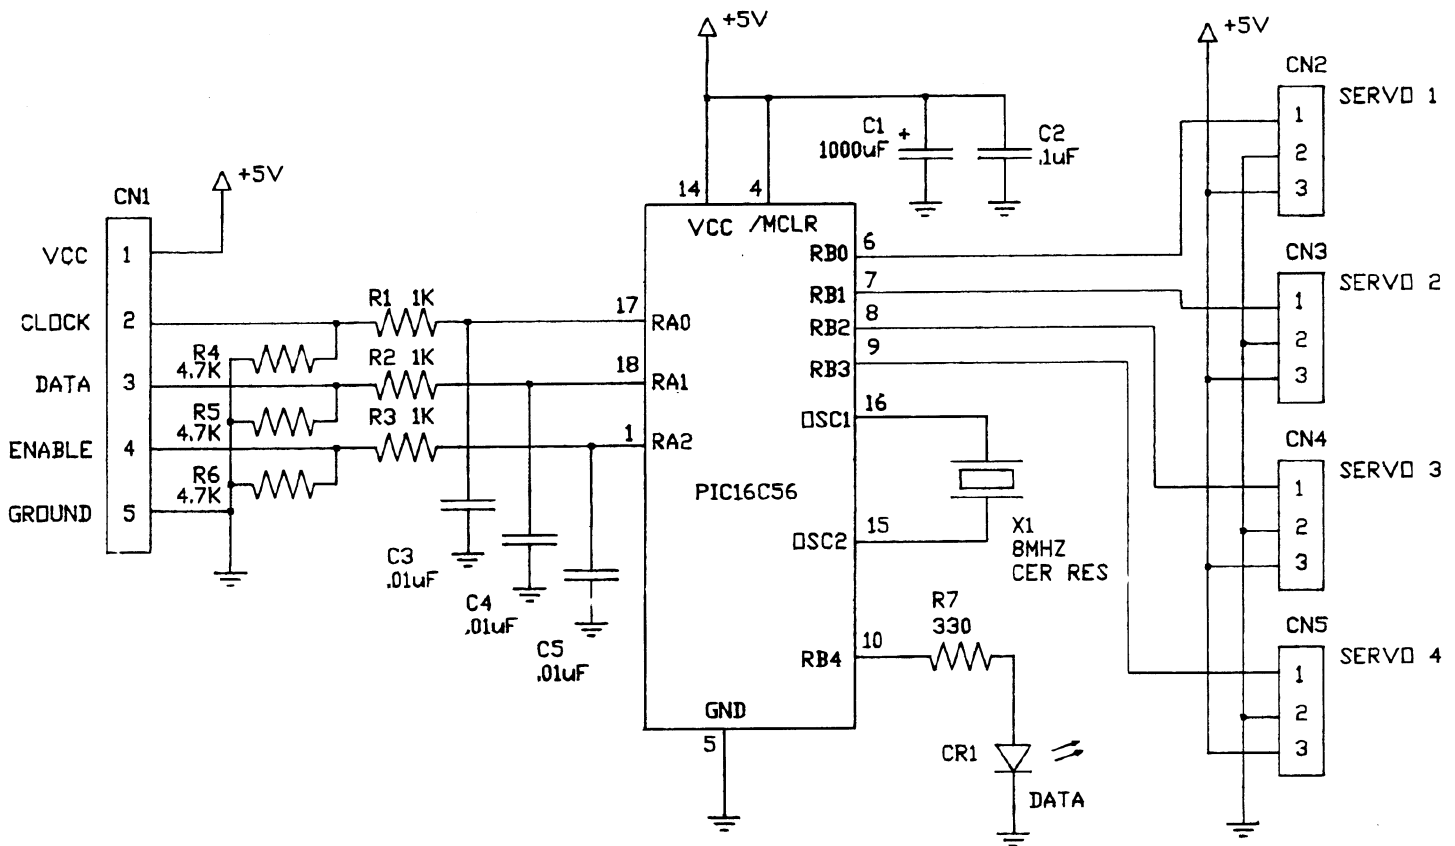 +5V
+5V
+5V
CN1
VCC 1
CLOCK 2
DATA 3
ENABLE 4
GROUND 5
R1 1K
R4
4.7K
R2 1K
R5
4.7K
R3 1K
R6
4.7K
C3
.01uF
C4
.01uF
C5
.01uF
C1 +
1000uF
C2
.1uF
14
4
VCC /MCLR
17 RA0
18 RA1
1 RA2
PIC16C56
RB0 6
RB1 7
RB2 8
RB3 9
OSC1 16
OSC2 15
RB4 10
GND
5
X1
8MHZ
CER RES
R7
330
CR1
DATA
CN2
SERVO 1
1
2
3
CN3
SERVO 2
1
2
3
CN4
SERVO 3
1
2
3
CN5
SERVO 4
1
2
3